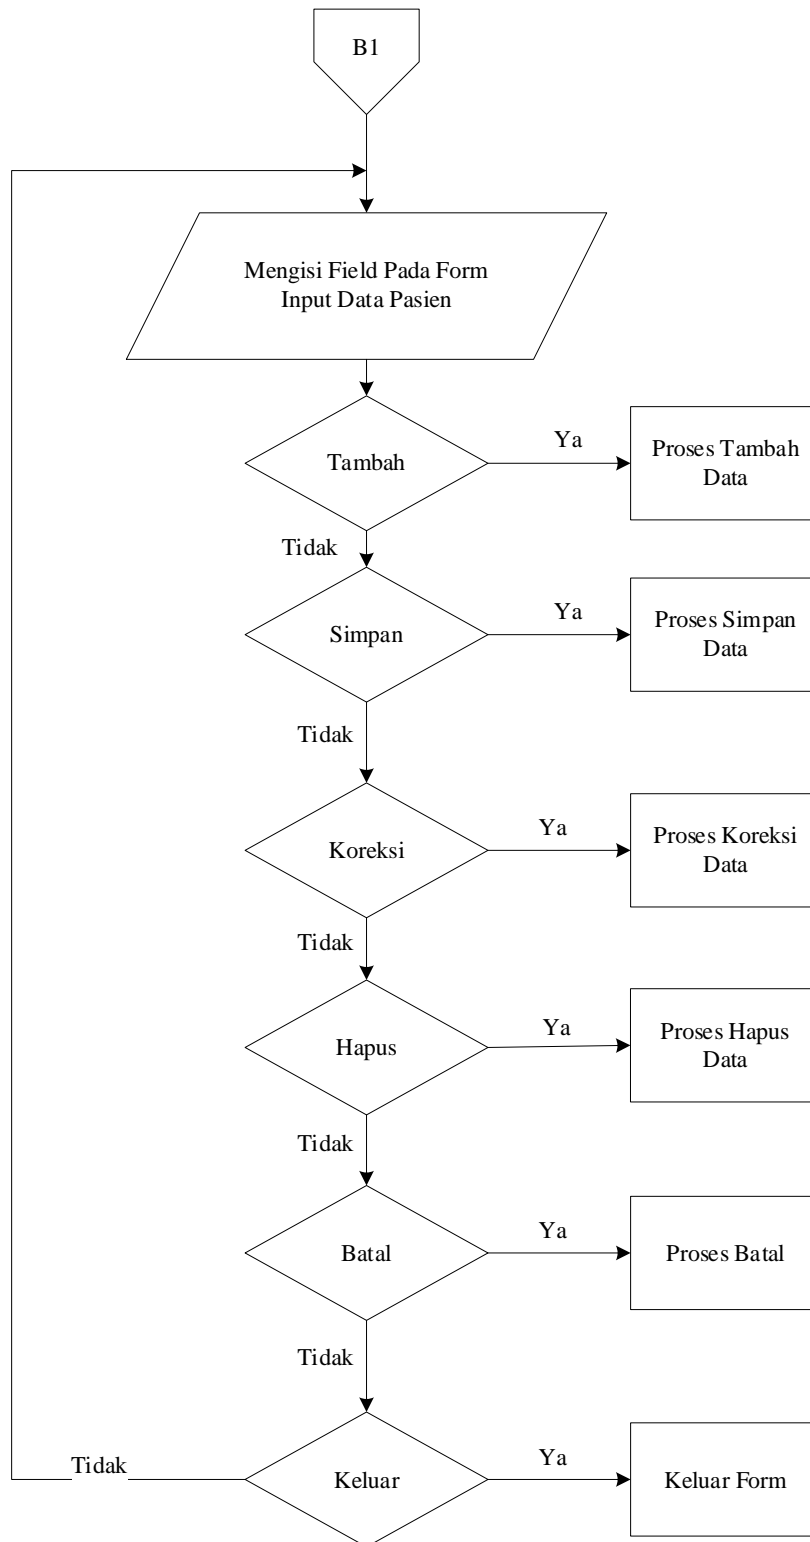 B1
Mengisi Field Pada Form
Input Data Pasien
Tambah
Ya
Proses Tambah
Data
Tidak
Simpan
Ya
Proses Simpan
Data
Tidak
Koreksi
Ya
Proses Koreksi
Data
Tidak
Hapus
Ya
Proses Hapus
Data
Tidak
Batal
Ya
Proses Batal
Tidak
Tidak
Keluar
Ya
Keluar Form